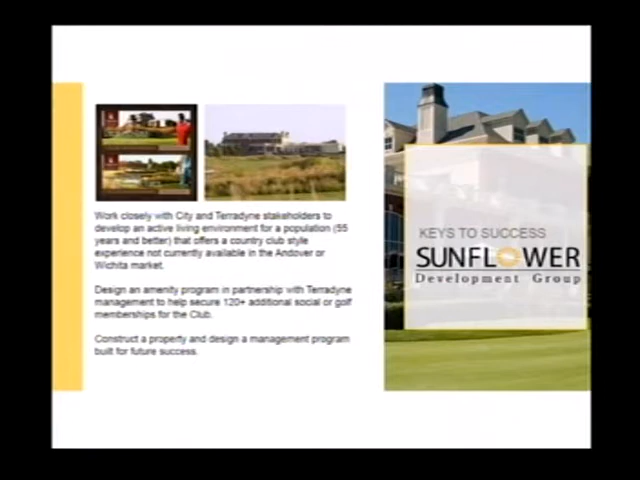 Work closely with City and Terradyne stakeholders to
develop an active living environment for a population (55
years and better) that offers a country club style
experience not currently available in the Andover or
Wichita market.
Design an amenity program in partnership with Terradyne
management to help secure 120+ additional social or golf
memberships for the Club.
Construct a property and design a management program
built for future success.
KEYS TO SUCCESS
SUNFLOWER
Development Group